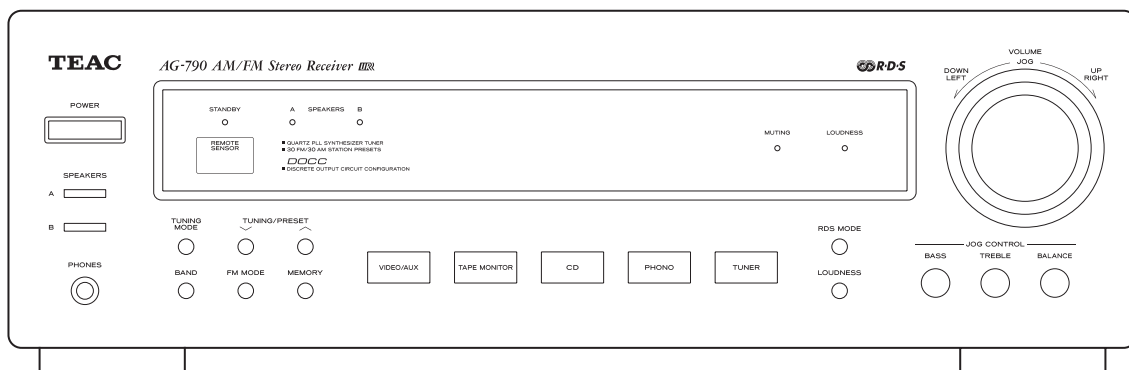 TEAC
AG-790 AM/FM Stereo Receiver
R·D·S
POWER
SPEAKERS
A
B
PHONES
STANDBY
A SPEAKERS B
REMOTE
SENSOR
QUARTZ PLL SYNTHESIZER TUNER
30 FM/30 AM STATION PRESETS
DOCC
DISCRETE OUTPUT CIRCUIT CONFIGURATION
MUTING
LOUDNESS
TUNING
MODE
TUNING/PRESET
BAND
FM MODE
MEMORY
VIDEO/AUX
TAPE MONITOR
CD
PHONO
TUNER
RDS MODE
LOUDNESS
VOLUME
JOG
DOWN
LEFT
UP
RIGHT
JOG CONTROL
BASS
TREBLE
BALANCE